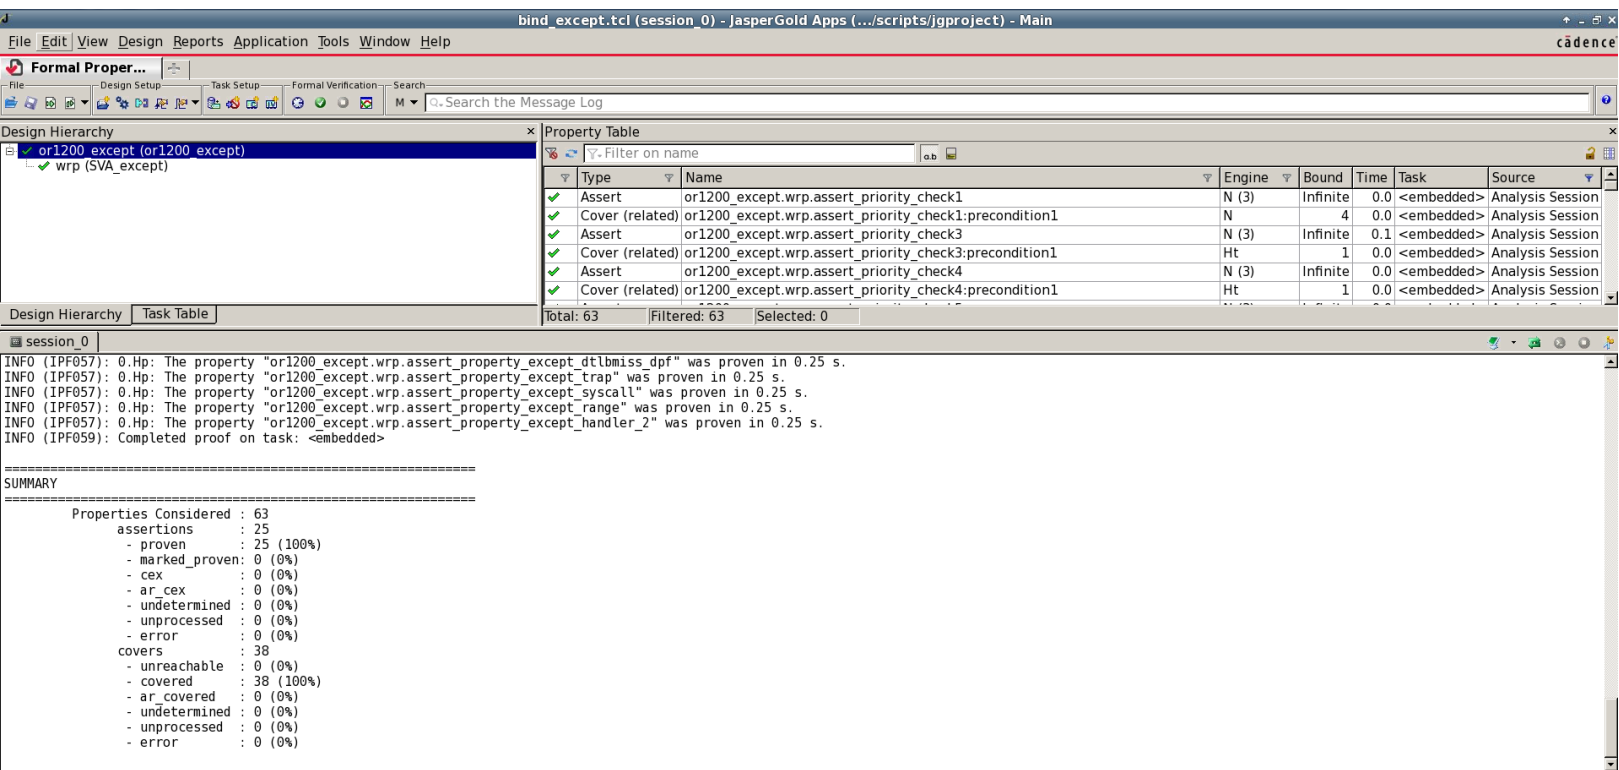 bind_except.tcl (session_0) - JasperGold Apps (.../scripts/jgproject) - Main
File Edit View Design Reports Application Tools Window Help
cādence
Formal Proper...
File Design Setup Task Setup Formal Verification Search
M Search the Message Log
Design Hierarchy
or1200_except (or1200_except)
wrp (SVA_except)
Design Hierarchy Task Table
Property Table
Filter on name a.b
Type Name Engine Bound Time Task Source
Assert or1200_except.wrp.assert_priority_check1 N (3) Infinite 0.0 <embedded> Analysis Session
Cover (related) or1200_except.wrp.assert_priority_check1:precondition1 N 4 0.0 <embedded> Analysis Session
Assert or1200_except.wrp.assert_priority_check3 N (3) Infinite 0.1 <embedded> Analysis Session
Cover (related) or1200_except.wrp.assert_priority_check3:precondition1 Ht 1 0.0 <embedded> Analysis Session
Assert or1200_except.wrp.assert_priority_check4 N (3) Infinite 0.0 <embedded> Analysis Session
Cover (related) or1200_except.wrp.assert_priority_check4:precondition1 Ht 1 0.0 <embedded> Analysis Session
Total: 63 Filtered: 63 Selected: 0
session_0
INFO (IPF057): 0.Hp: The property "or1200_except.wrp.assert_property_except_dtlbmiss_dpf" was proven in 0.25 s.
INFO (IPF057): 0.Hp: The property "or1200_except.wrp.assert_property_except_trap" was proven in 0.25 s.
INFO (IPF057): 0.Hp: The property "or1200_except.wrp.assert_property_except_syscall" was proven in 0.25 s.
INFO (IPF057): 0.Hp: The property "or1200_except.wrp.assert_property_except_range" was proven in 0.25 s.
INFO (IPF057): 0.Hp: The property "or1200_except.wrp.assert_property_except_handler_2" was proven in 0.25 s.
INFO (IPF059): Completed proof on task: <embedded>
==============================================================
SUMMARY
==============================================================
Properties Considered : 63
assertions : 25
- proven : 25 (100%)
- marked_proven: 0 (0%)
- cex : 0 (0%)
- ar_cex : 0 (0%)
- undetermined : 0 (0%)
- unprocessed : 0 (0%)
- error : 0 (0%)
covers : 38
- unreachable : 0 (0%)
- covered : 38 (100%)
- ar_covered : 0 (0%)
- undetermined : 0 (0%)
- unprocessed : 0 (0%)
- error : 0 (0%)